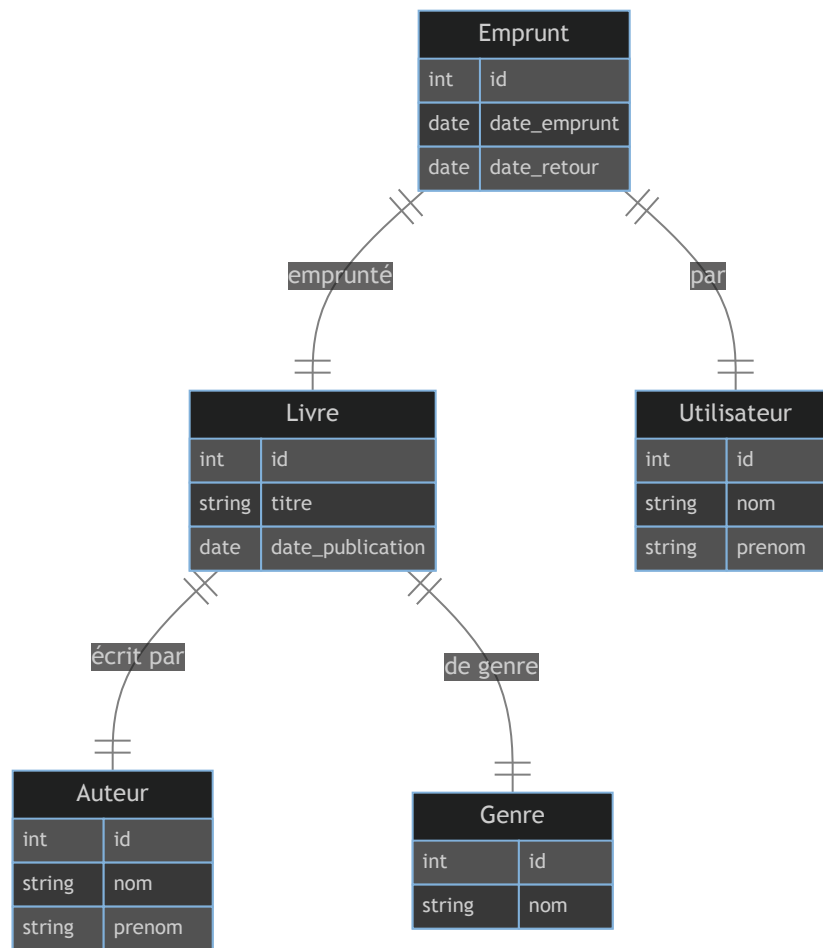 Emprunt
int id
date date_emprunt
date date_retour
emprunté
par
Livre
int id
string titre
date date_publication
Utilisateur
int id
string nom
string prenom
écrit par
de genre
Auteur
int id
string nom
string prenom
Genre
int id
string nom